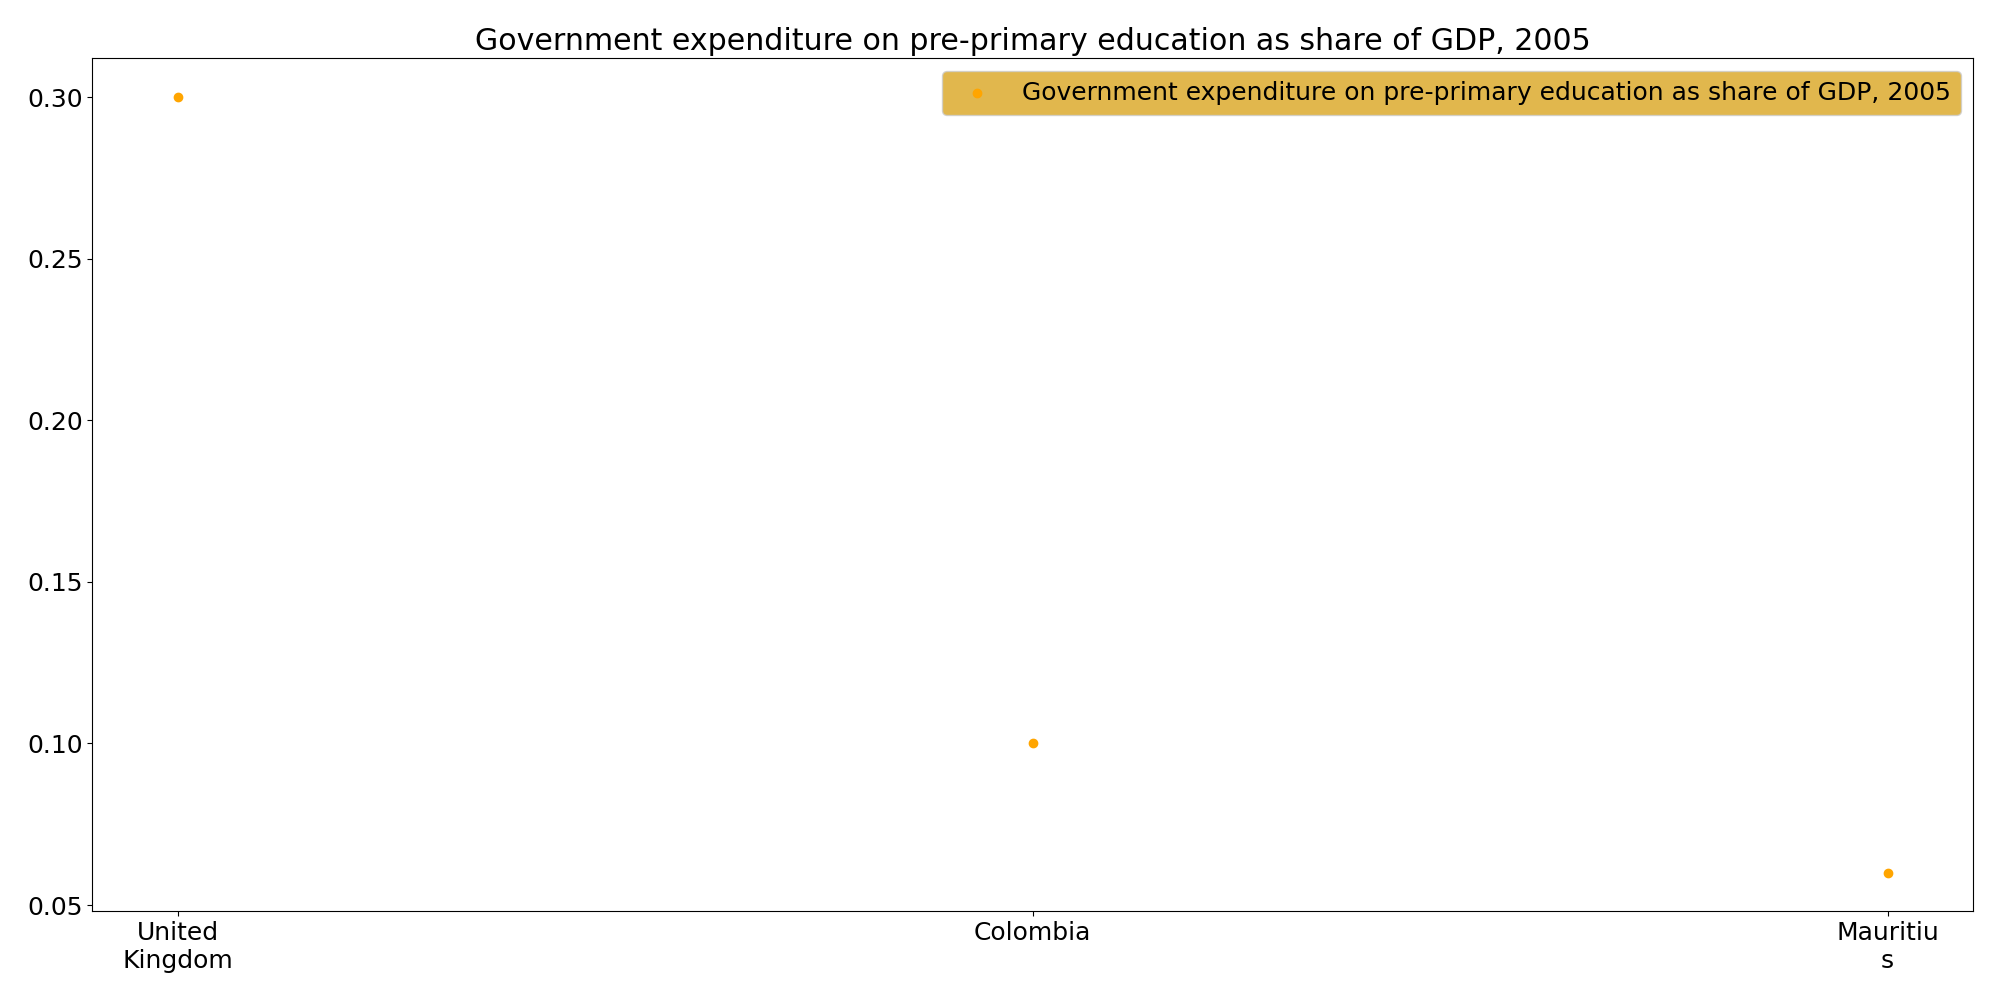 Government expenditure on pre-primary education as share of GDP, 2005
Government expenditure on pre-primary education as share of GDP, 2005
0.30
0.25
0.20
0.15
0.10
0.05
United
Kingdom
Colombia
Mauritiu
s